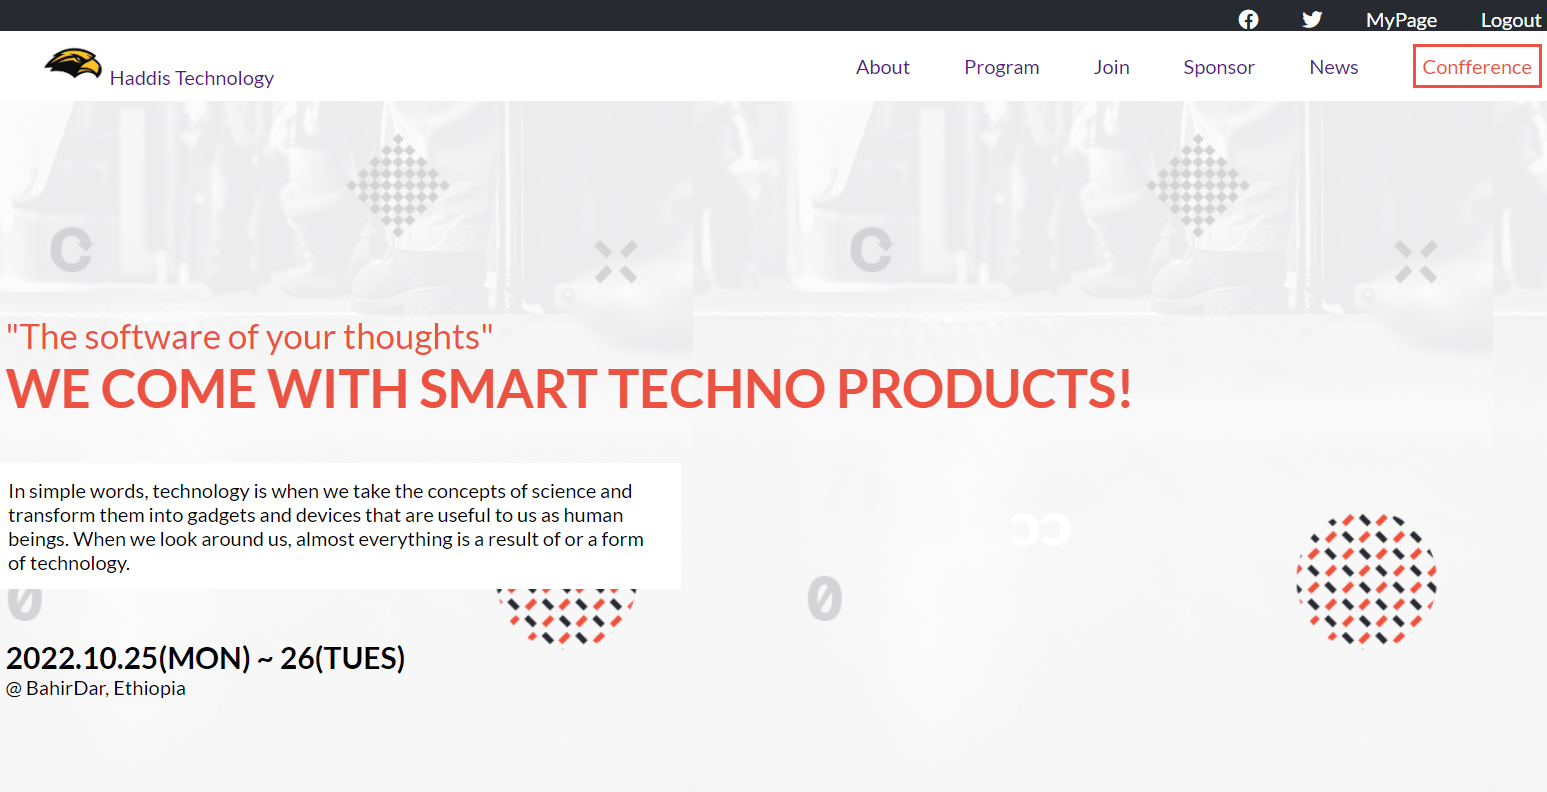 MyPage Logout
Haddis Technology
About Program Join Sponsor News Confference
"The software of your thoughts"
WE COME WITH SMART TECHNO PRODUCTS!
In simple words, technology is when we take the concepts of science and
transform them into gadgets and devices that are useful to us as human
beings. When we look around us, almost everything is a result of or a form
of technology.
2022.10.25(MON) ~ 26(TUES)
@ BahirDar, Ethiopia